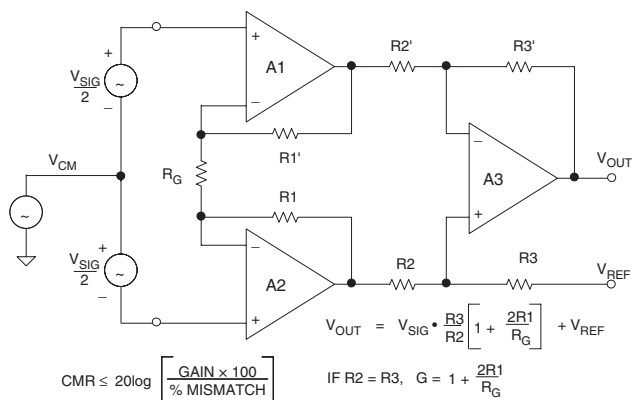 +
V_SIG
2
~
−
+
A1
−
R2'
R3'
R1'
R_G
V_CM
~
−
A3
+
V_OUT
R1
+
V_SIG
2
~
−
−
A2
+
R2
R3
V_REF
V_OUT = V_SIG • R3/R2 [1 + 2R1/R_G] + V_REF
CMR ≤ 20log [GAIN × 100 / % MISMATCH]
IF R2 = R3, G = 1 + 2R1/R_G